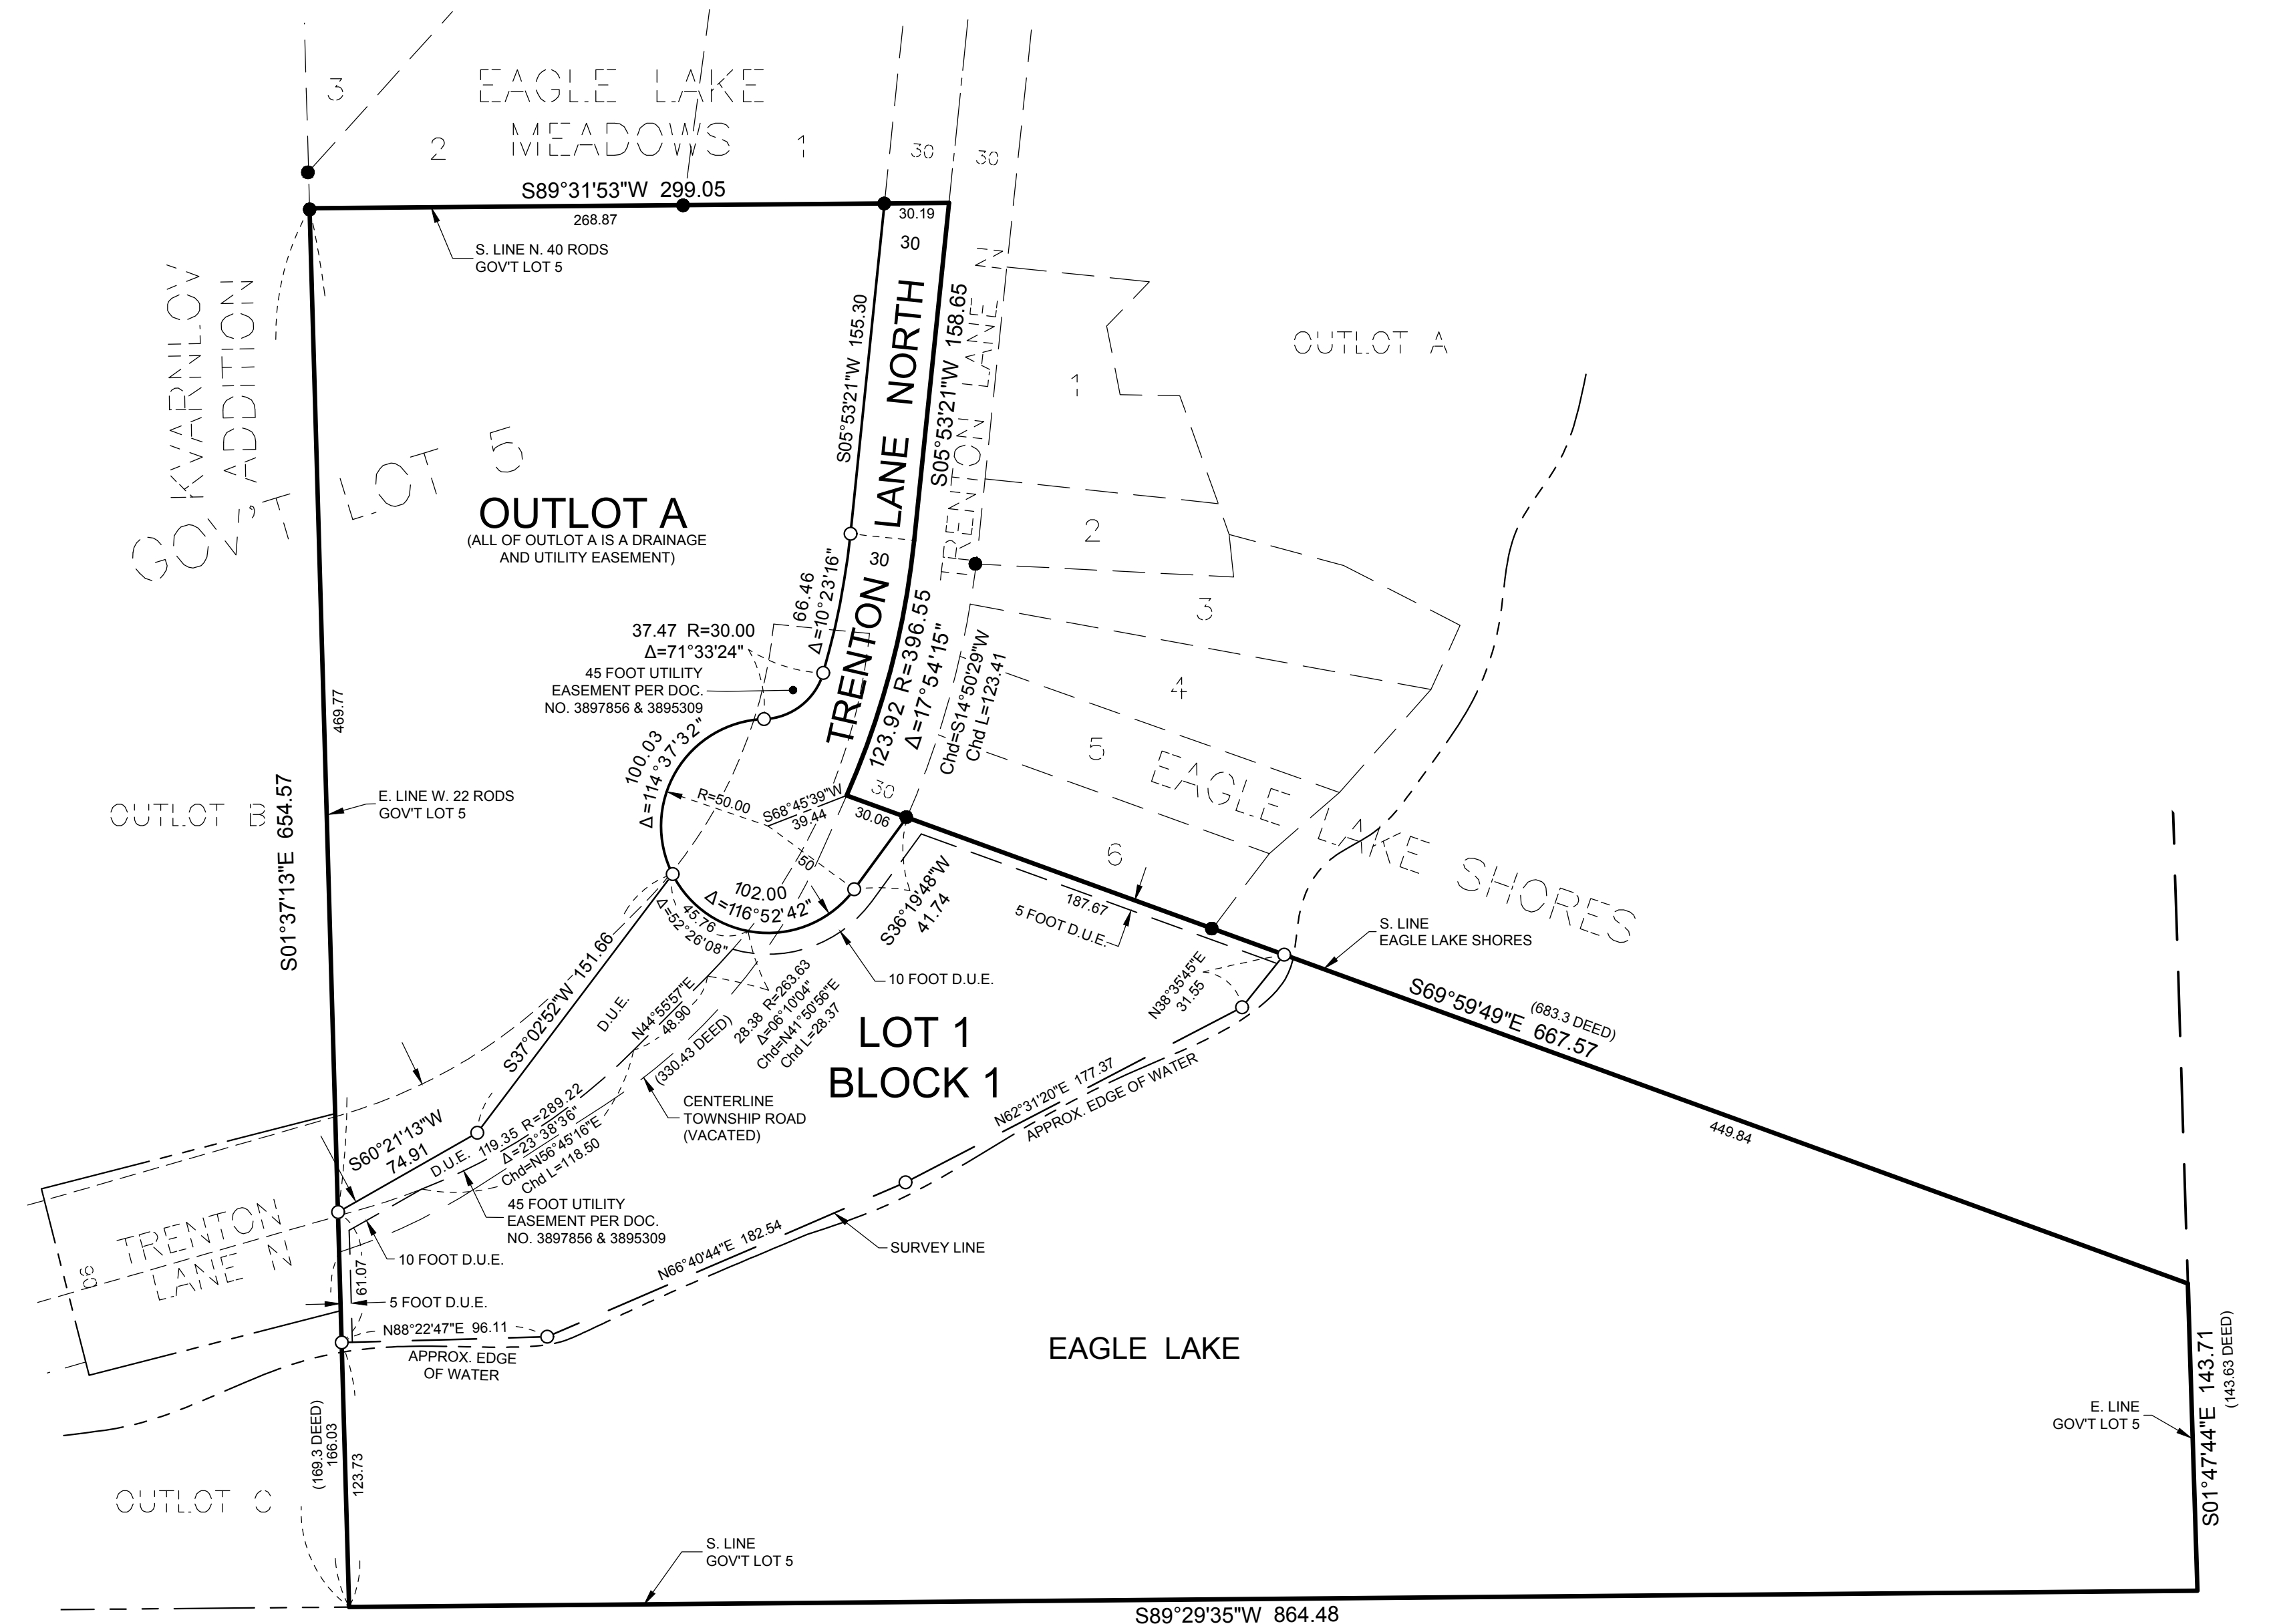 3
EAGLE LAKE
MEADOWS
2
1
30
30
S89°31'53"W 299.05
268.87
30.19
30
S. LINE N. 40 RODS
GOV'T LOT 5
KVARNLOV
ADDITION
GOV'T LOT 5
OUTLOT A
(ALL OF OUTLOT A IS A DRAINAGE
AND UTILITY EASEMENT)
S05°53'21"W 155.30
TRENTON LANE NORTH
S05°53'21"W 158.65
TRENTON LANE N
OUTLOT A
1
2
3
4
5
6
EAGLE LAKE SHORES
30
66.46
Δ=10°23'16"
37.47 R=30.00
Δ=71°33'24"
45 FOOT UTILITY
EASEMENT PER DOC.
NO. 3897856 & 3895309
123.92 R=396.55
Δ=17°54'15"
Chd=S14°50'29"W
Chd L=123.41
469.77
100.03
Δ=114°37'32"
R=50.00
S68°45'39"W
39.44
30
30.06
50
OUTLOT B
S01°37'13"E 654.57
E. LINE W. 22 RODS
GOV'T LOT 5
102.00
Δ=116°52'42"
45.76
Δ=52°26'08"
S36°19'48"W
41.74
187.67
5 FOOT D.U.E.
S. LINE
EAGLE LAKE SHORES
10 FOOT D.U.E.
N38°35'45"E
31.55
S69°59'49"E 667.57
(683.3 DEED)
449.84
S37°02'52"W 151.66
D.U.E.
N44°55'57"E
48.90
(330.43 DEED)
28.38 R=263.63
Δ=06°10'04"
Chd=N41°50'56"E
Chd L=28.37
LOT 1
BLOCK 1
CENTERLINE
TOWNSHIP ROAD
(VACATED)
N62°31'20"E 177.37
APPROX. EDGE OF WATER
S60°21'13"W
74.91
D.U.E.
119.35 R=289.22
Δ=23°38'36"
Chd=N56°45'16"E
Chd L=118.50
45 FOOT UTILITY
EASEMENT PER DOC.
NO. 3897856 & 3895309
TRENTON
LANE N
10 FOOT D.U.E.
61.07
5 FOOT D.U.E.
N66°40'44"E 182.54
SURVEY LINE
N88°22'47"E 96.11
APPROX. EDGE
OF WATER
EAGLE LAKE
S01°47'44"E 143.71
(143.63 DEED)
E. LINE
GOV'T LOT 5
(169.3 DEED)
166.03
123.73
OUTLOT C
S. LINE
GOV'T LOT 5
S89°29'35"W 864.48